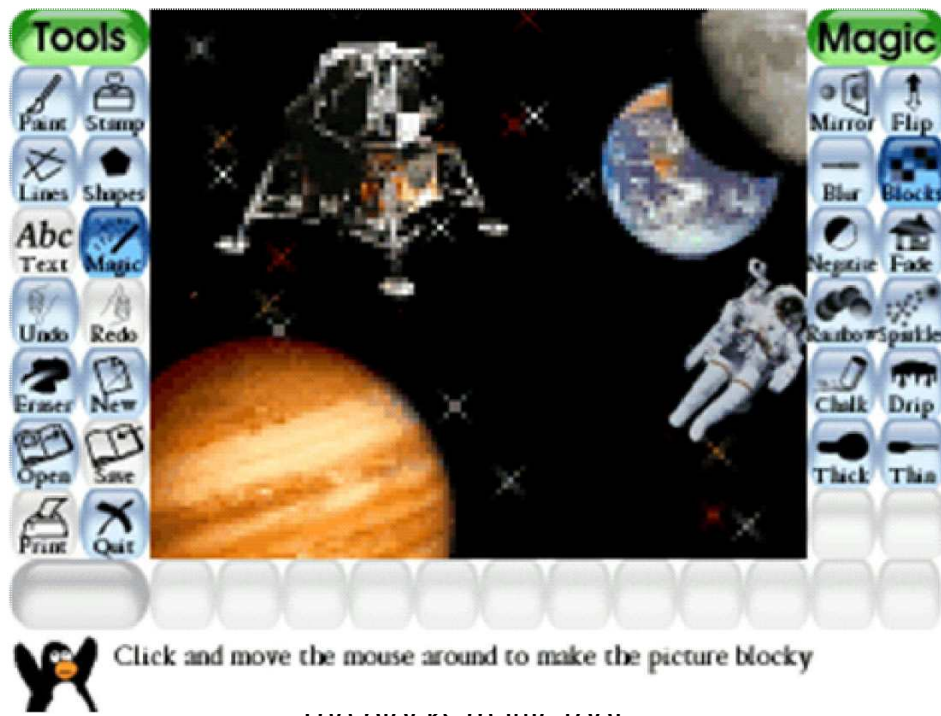 Tools Magic
Paint Stamp Mirror Flip
Lines Shapes Blur Blocks
Abc
Text Magic Negative Fade
Undo Redo Rainbow Sparkle
Eraser New Chalk Drip
Open Save Thick Thin
Print Quit
Click and move the mouse around to make the picture blocky